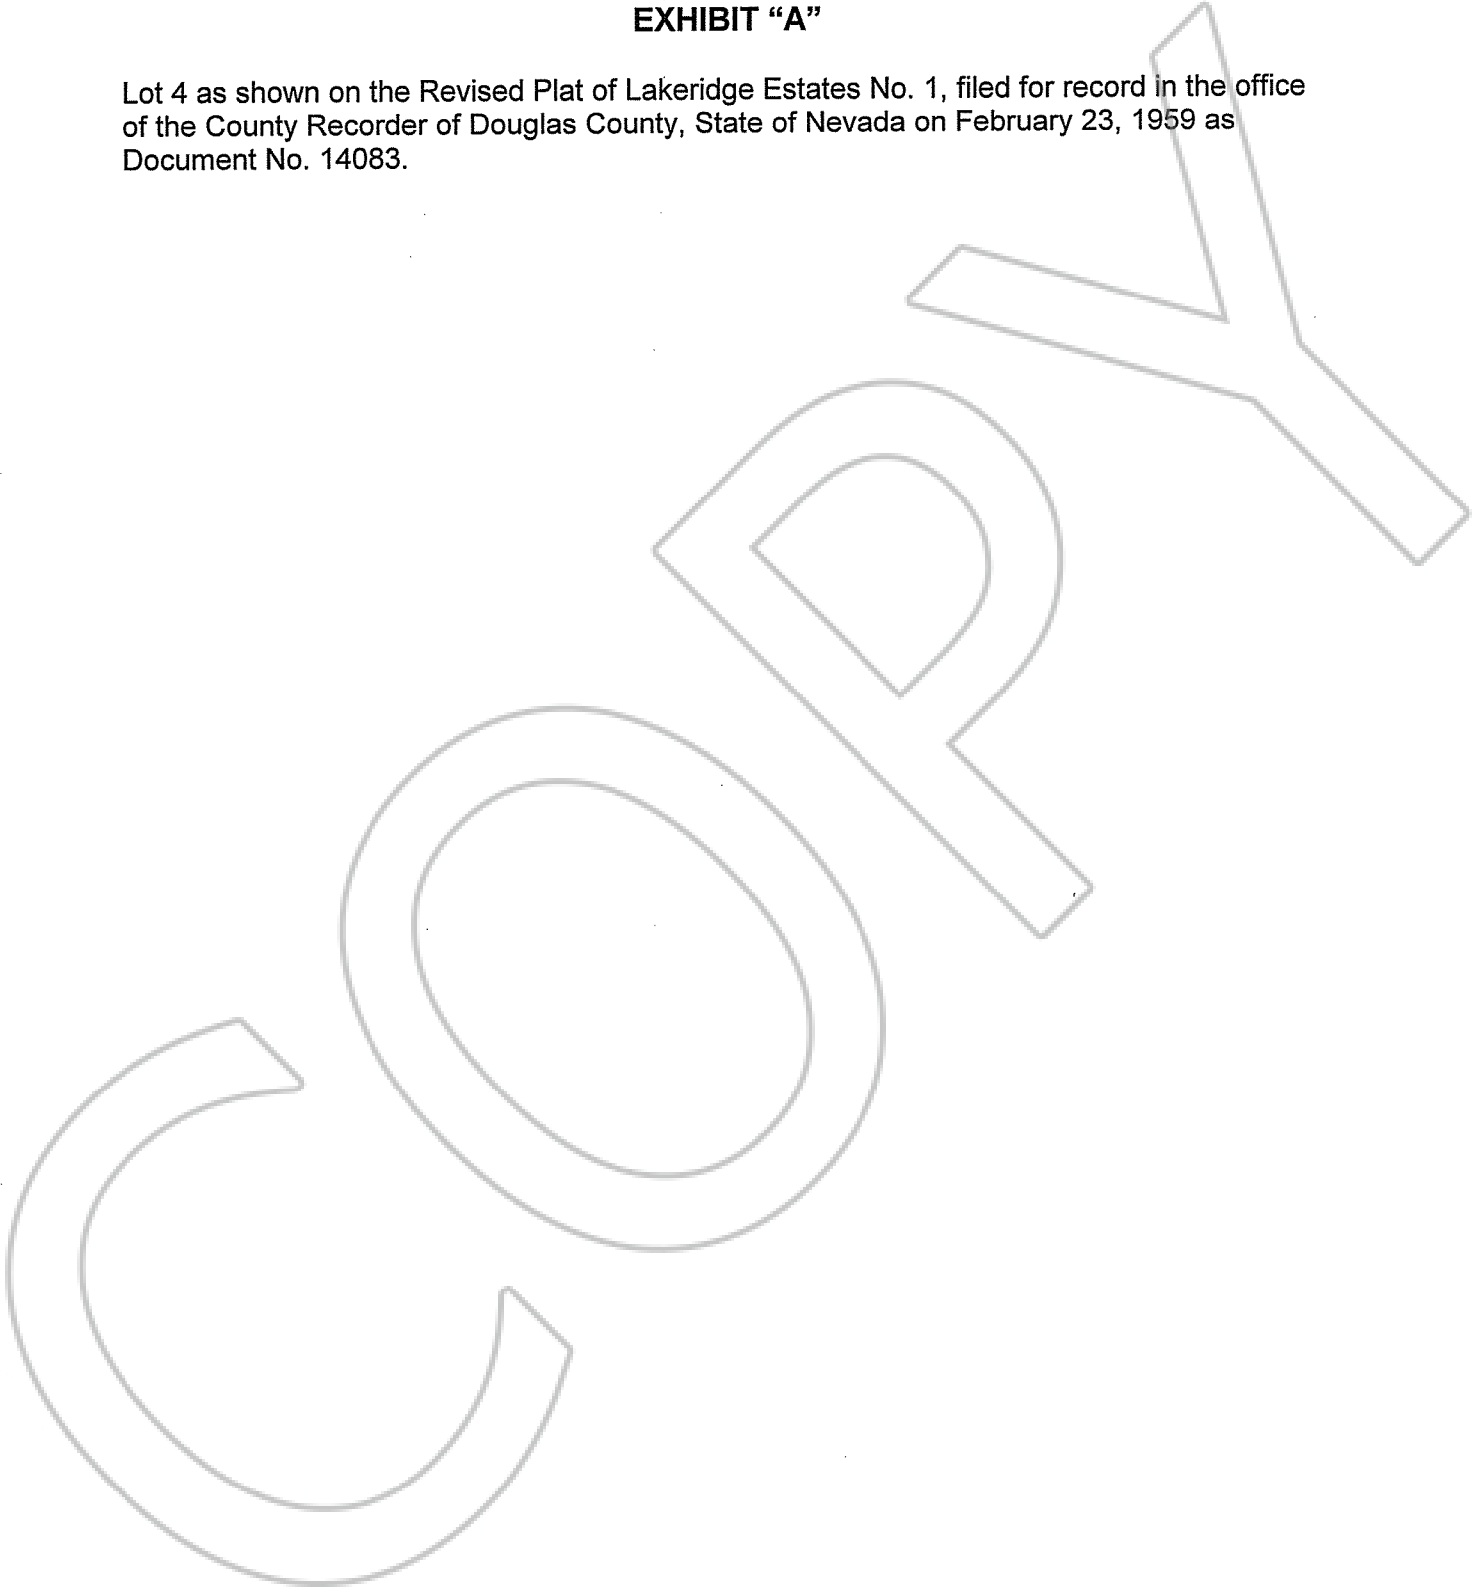 EXHIBIT “A”
Lot 4 as shown on the Revised Plat of Lakeridge Estates No. 1, filed for record in the office
of the County Recorder of Douglas County, State of Nevada on February 23, 1959 as
Document No. 14083.
COPY